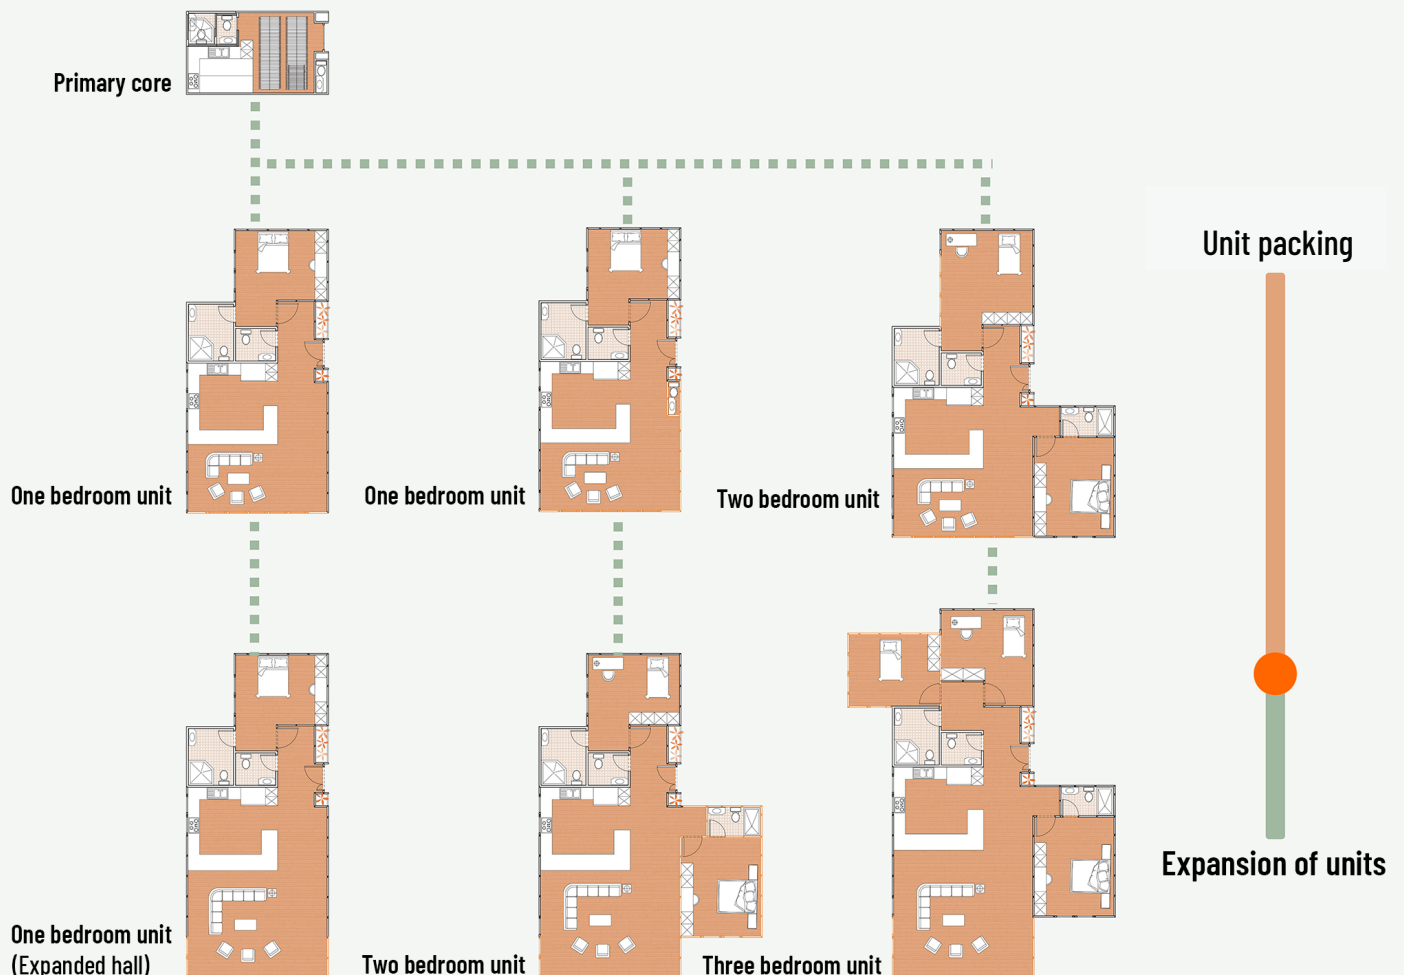 Primary core
Unit packing
One bedroom unit
One bedroom unit
Two bedroom unit
Expansion of units
One bedroom unit
(Expanded hall)
Two bedroom unit
Three bedroom unit